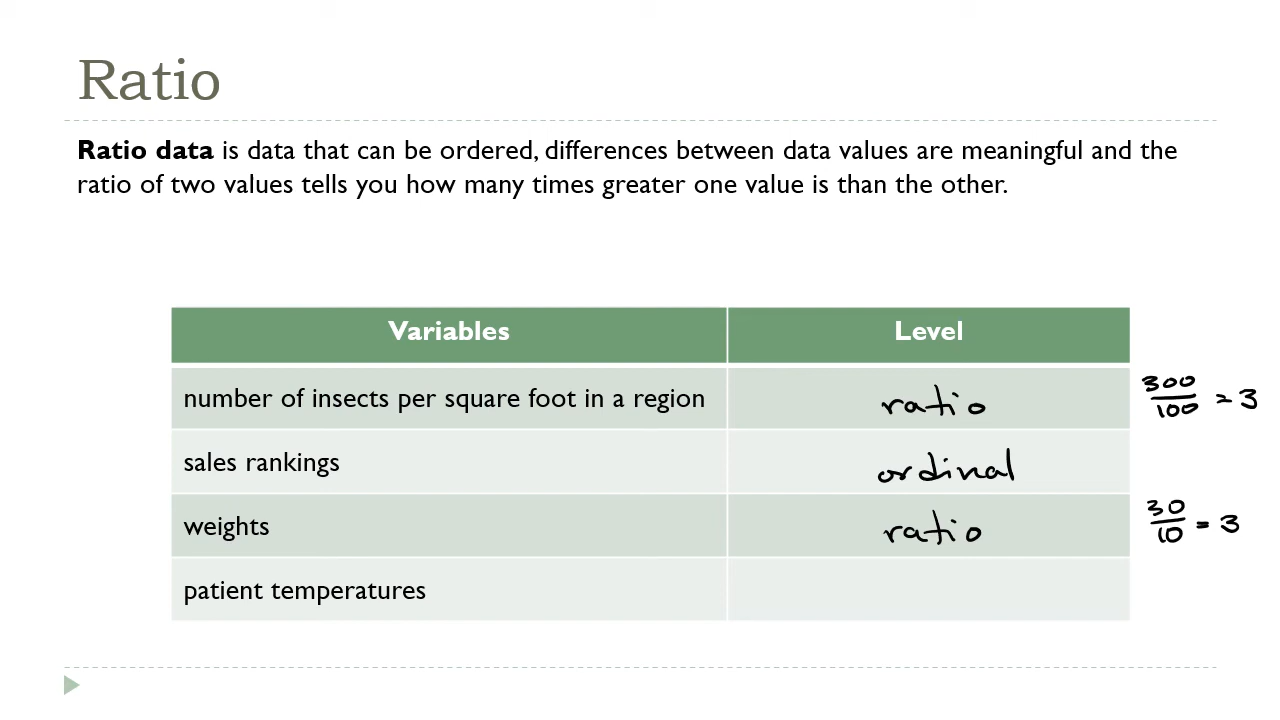 Ratio
Ratio data is data that can be ordered, differences between data values are meaningful and the
ratio of two values tells you how many times greater one value is than the other.
Variables Level
number of insects per square foot in a region ratio 300/100 = 3
sales rankings ordinal
weights ratio 30/10 = 3
patient temperatures